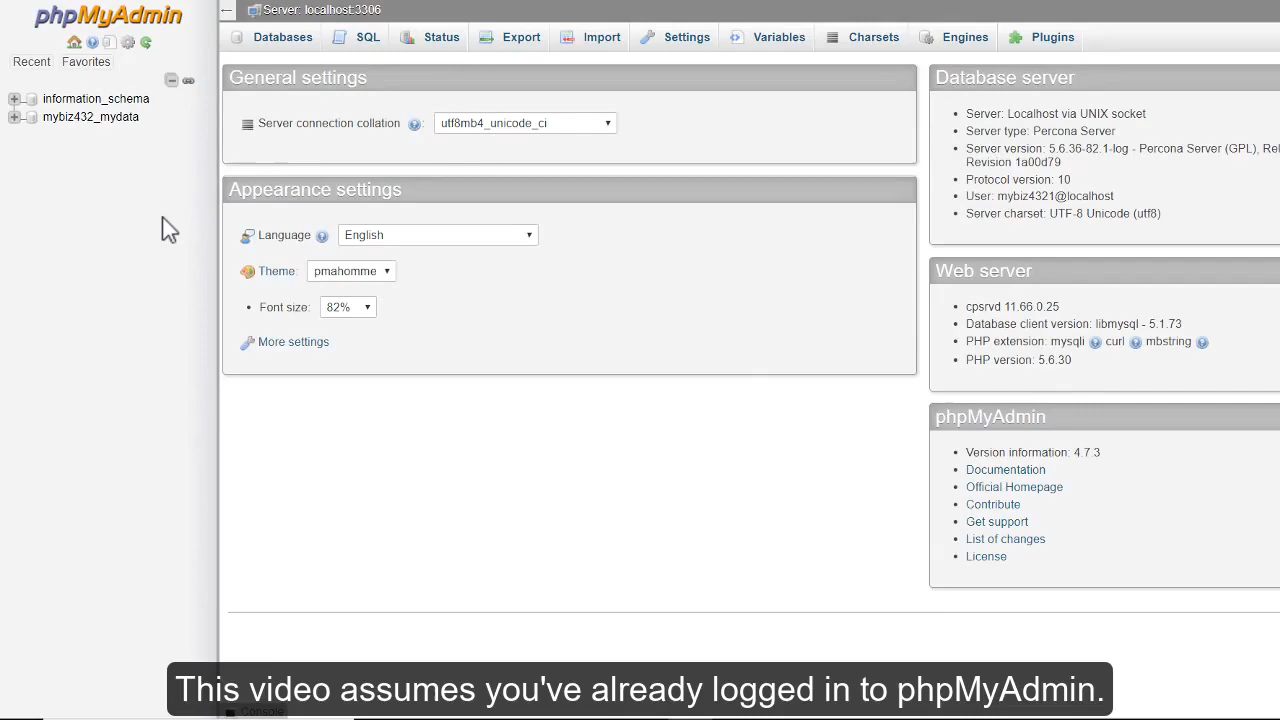 phpMyAdmin
Recent Favorites
information_schema
mybiz432_mydata
Server: localhost:3306
Databases SQL Status Export Import Settings Variables Charsets Engines Plugins
General settings
Server connection collation : utf8mb4_unicode_ci
Appearance settings
Language English
Theme: pmahomme
Font size: 82%
More settings
Database server
Server: Localhost via UNIX socket
Server type: Percona Server
Server version: 5.6.36-82.1-log - Percona Server (GPL), Rel
Revision 1a00d79
Protocol version: 10
User: mybiz4321@localhost
Server charset: UTF-8 Unicode (utf8)
Web server
cpsrvd 11.66.0.25
Database client version: libmysql - 5.1.73
PHP extension: mysqli curl mbstring
PHP version: 5.6.30
phpMyAdmin
Version information: 4.7.3
Documentation
Official Homepage
Contribute
Get support
List of changes
License
This video assumes you've already logged in to phpMyAdmin.
Console